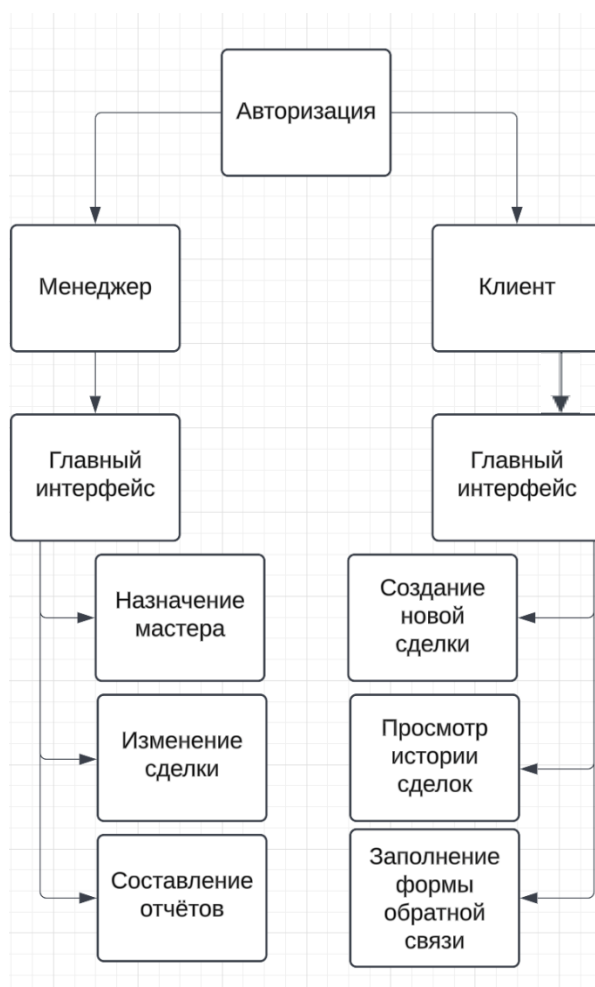 Авторизация
Менеджер
Клиент
Главный
интерфейс
Главный
интерфейс
Назначение
мастера
Создание
новой
сделки
Изменение
сделки
Просмотр
истории
сделок
Составление
отчётов
Заполнение
формы
обратной
связи